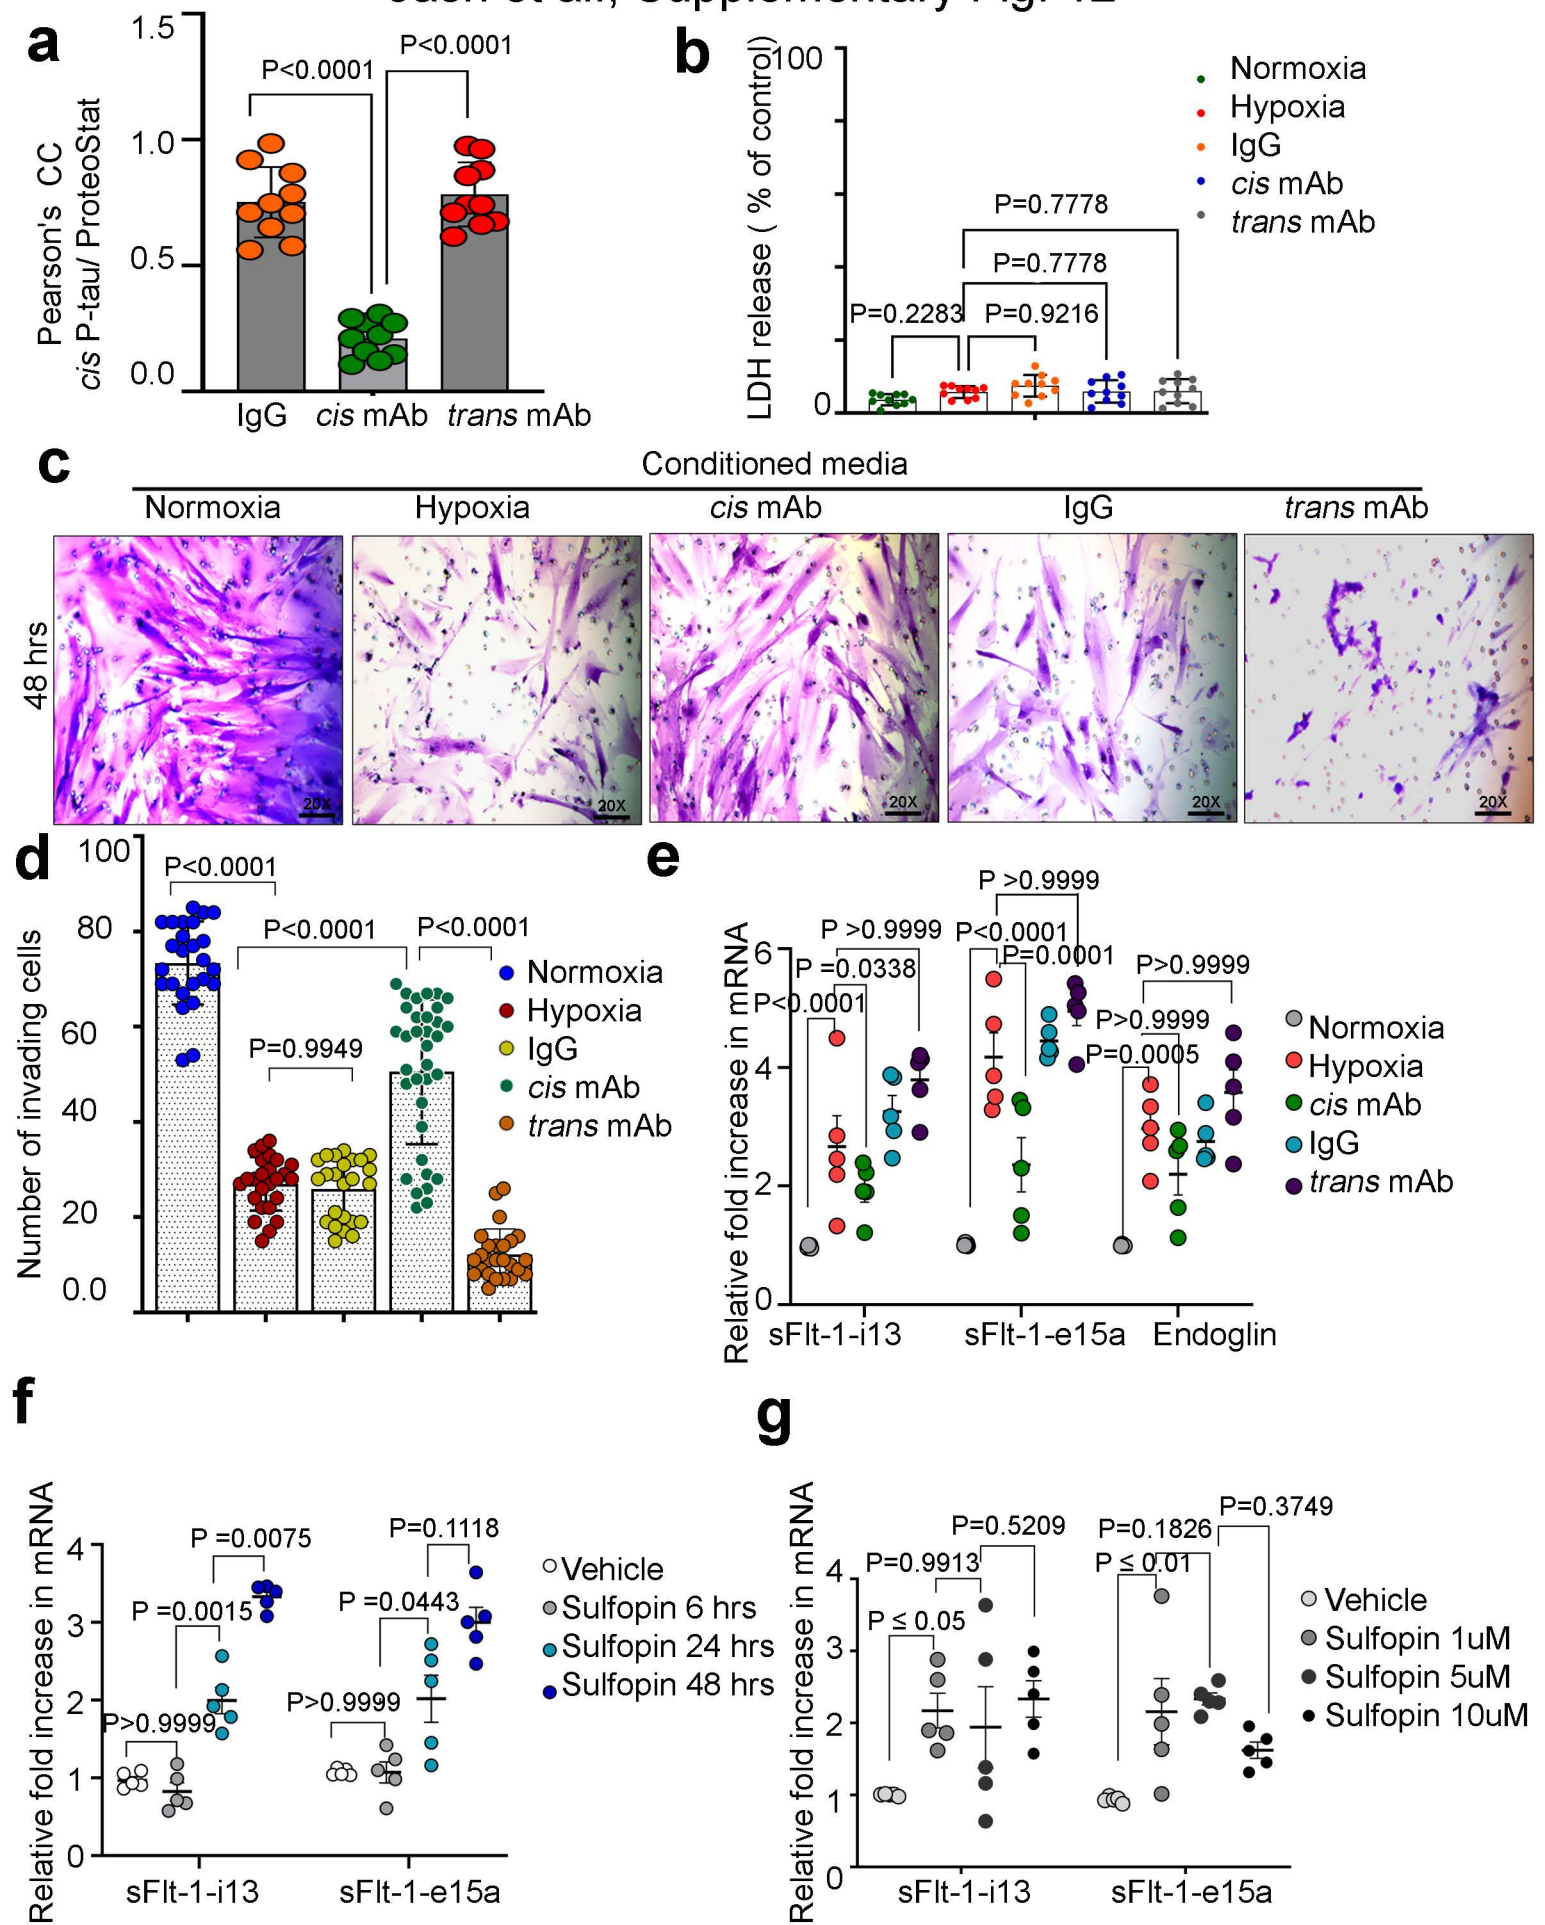 a
P<0.0001
P<0.0001
Pearson's CC
cis P-tau/ ProteoStat
1.5
1.0
0.5
0.0
IgG
cis mAb
trans mAb
b
LDH release ( % of control)
100
0
P=0.7778
P=0.7778
P=0.2283
P=0.9216
Normoxia
Hypoxia
IgG
cis mAb
trans mAb
c
Conditioned media
Normoxia
Hypoxia
cis mAb
IgG
trans mAb
48 hrs
20X
20X
20X
20X
20X
d
Number of invading cells
100
80
60
40
20
0.0
P<0.0001
P<0.0001
P<0.0001
P=0.9949
Normoxia
Hypoxia
IgG
cis mAb
trans mAb
e
Relative fold increase in mRNA
6
4
2
0
P >0.9999
P >0.9999
P<0.0001
P=0.0001
P =0.0338
P>0.9999
P<0.0001
P>0.9999
P=0.0005
sFlt-1-i13
sFlt-1-e15a
Endoglin
Normoxia
Hypoxia
cis mAb
IgG
trans mAb
f
Relative fold increase in mRNA
4
3
2
1
0
P =0.0075
P=0.1118
P =0.0015
P =0.0443
P>0.9999
P>0.9999
sFlt-1-i13
sFlt-1-e15a
Vehicle
Sulfopin 6 hrs
Sulfopin 24 hrs
Sulfopin 48 hrs
g
Relative fold increase in mRNA
4
3
2
1
0
P=0.3749
P=0.5209
P=0.1826
P=0.9913
P ≤ 0.01
P ≤ 0.05
sFlt-1-i13
sFlt-1-e15a
Vehicle
Sulfopin 1uM
Sulfopin 5uM
Sulfopin 10uM